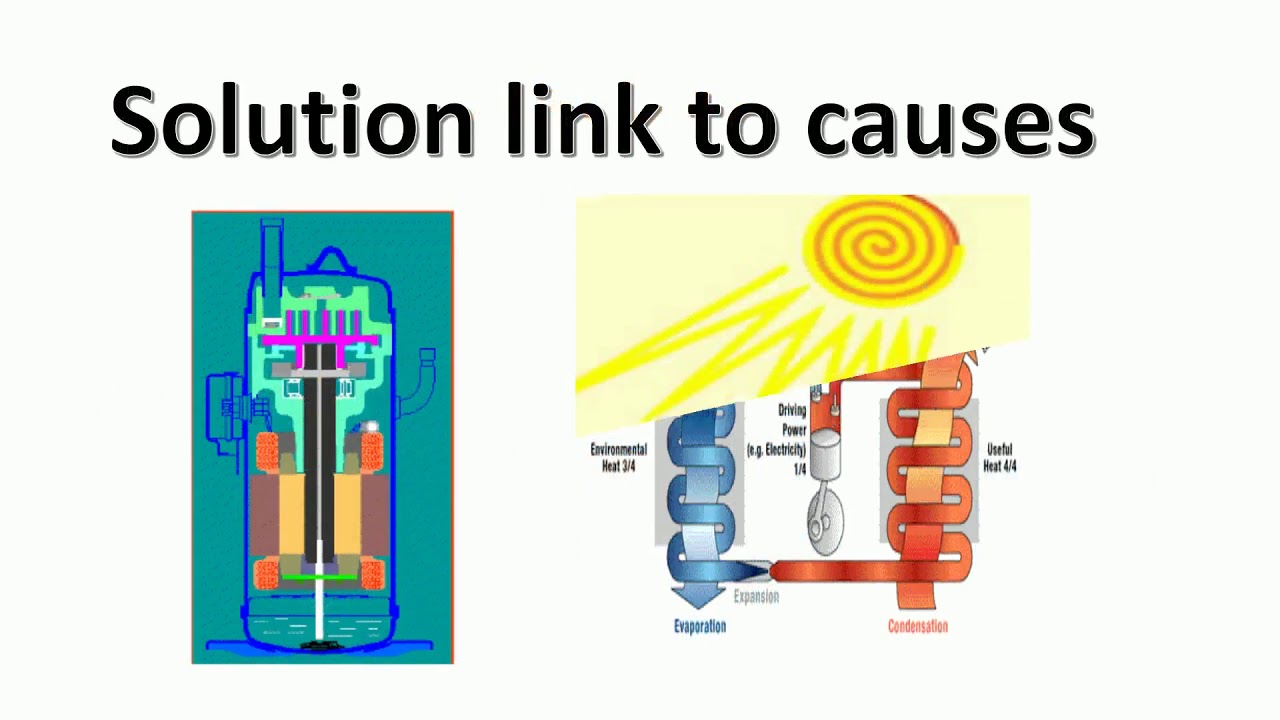 Solution link to causes
Environmental
Heat 3/4
Driving
Power
(e.g. Electricity)
1/4
Useful
Heat 4/4
Expansion
Evaporation
Condensation